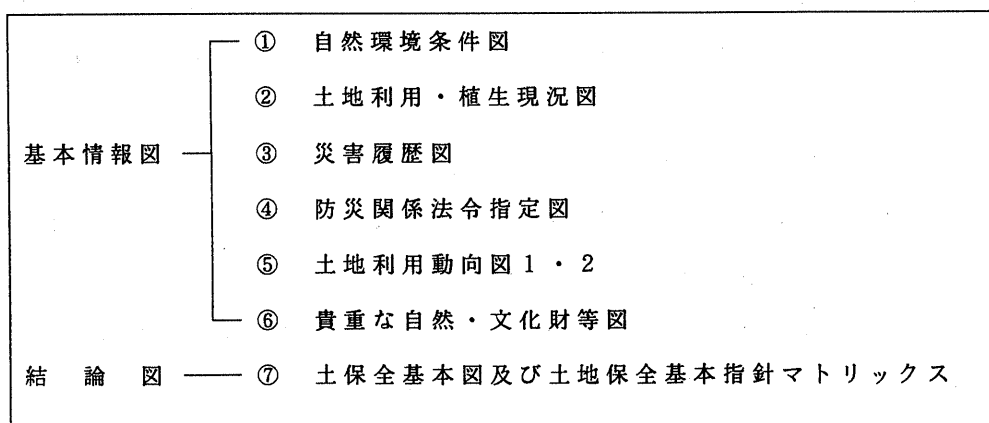 ① 自然環境条件図
② 土地利用・植生現況図
基本情報図 ③ 災害履歴図
④ 防災関係法令指定図
⑤ 土地利用動向図1・2
⑥ 貴重な自然・文化財等図
結論図 ⑦ 土保全基本図及び土地保全基本指針マトリックス